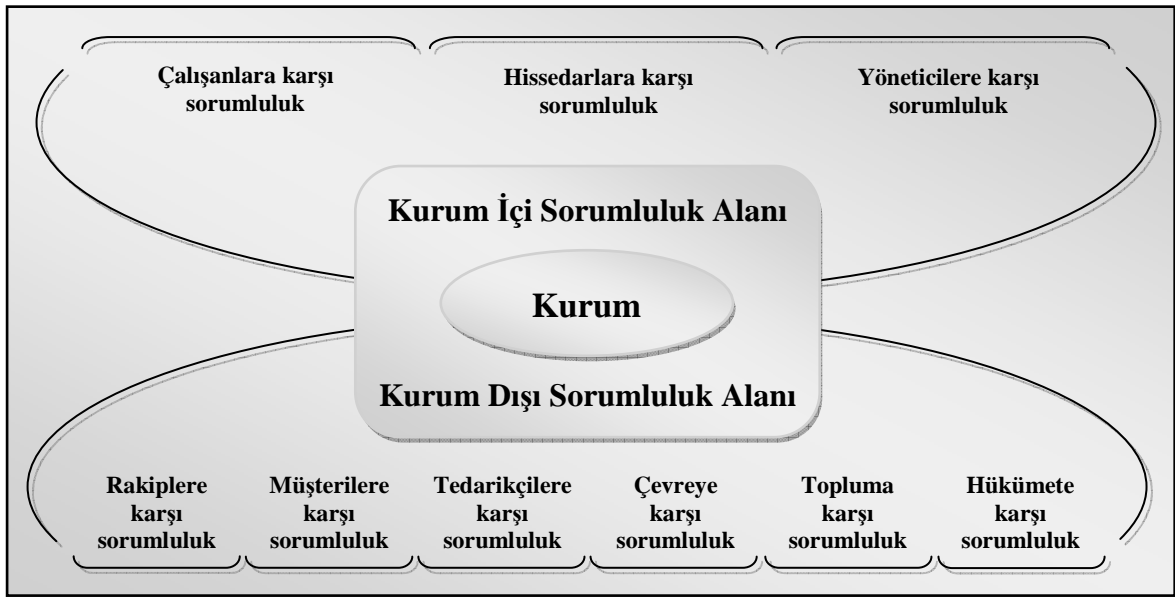 Çalışanlara karşı
sorumluluk
Hissedarlara karşı
sorumluluk
Yöneticilere karşı
sorumluluk
Kurum İçi Sorumluluk Alanı
Kurum
Kurum Dışı Sorumluluk Alanı
Rakiplere
karşı
sorumluluk
Müşterilere
karşı
sorumluluk
Tedarikçilere
karşı
sorumluluk
Çevreye
karşı
sorumluluk
Topluma
karşı
sorumluluk
Hükümete
karşı
sorumluluk